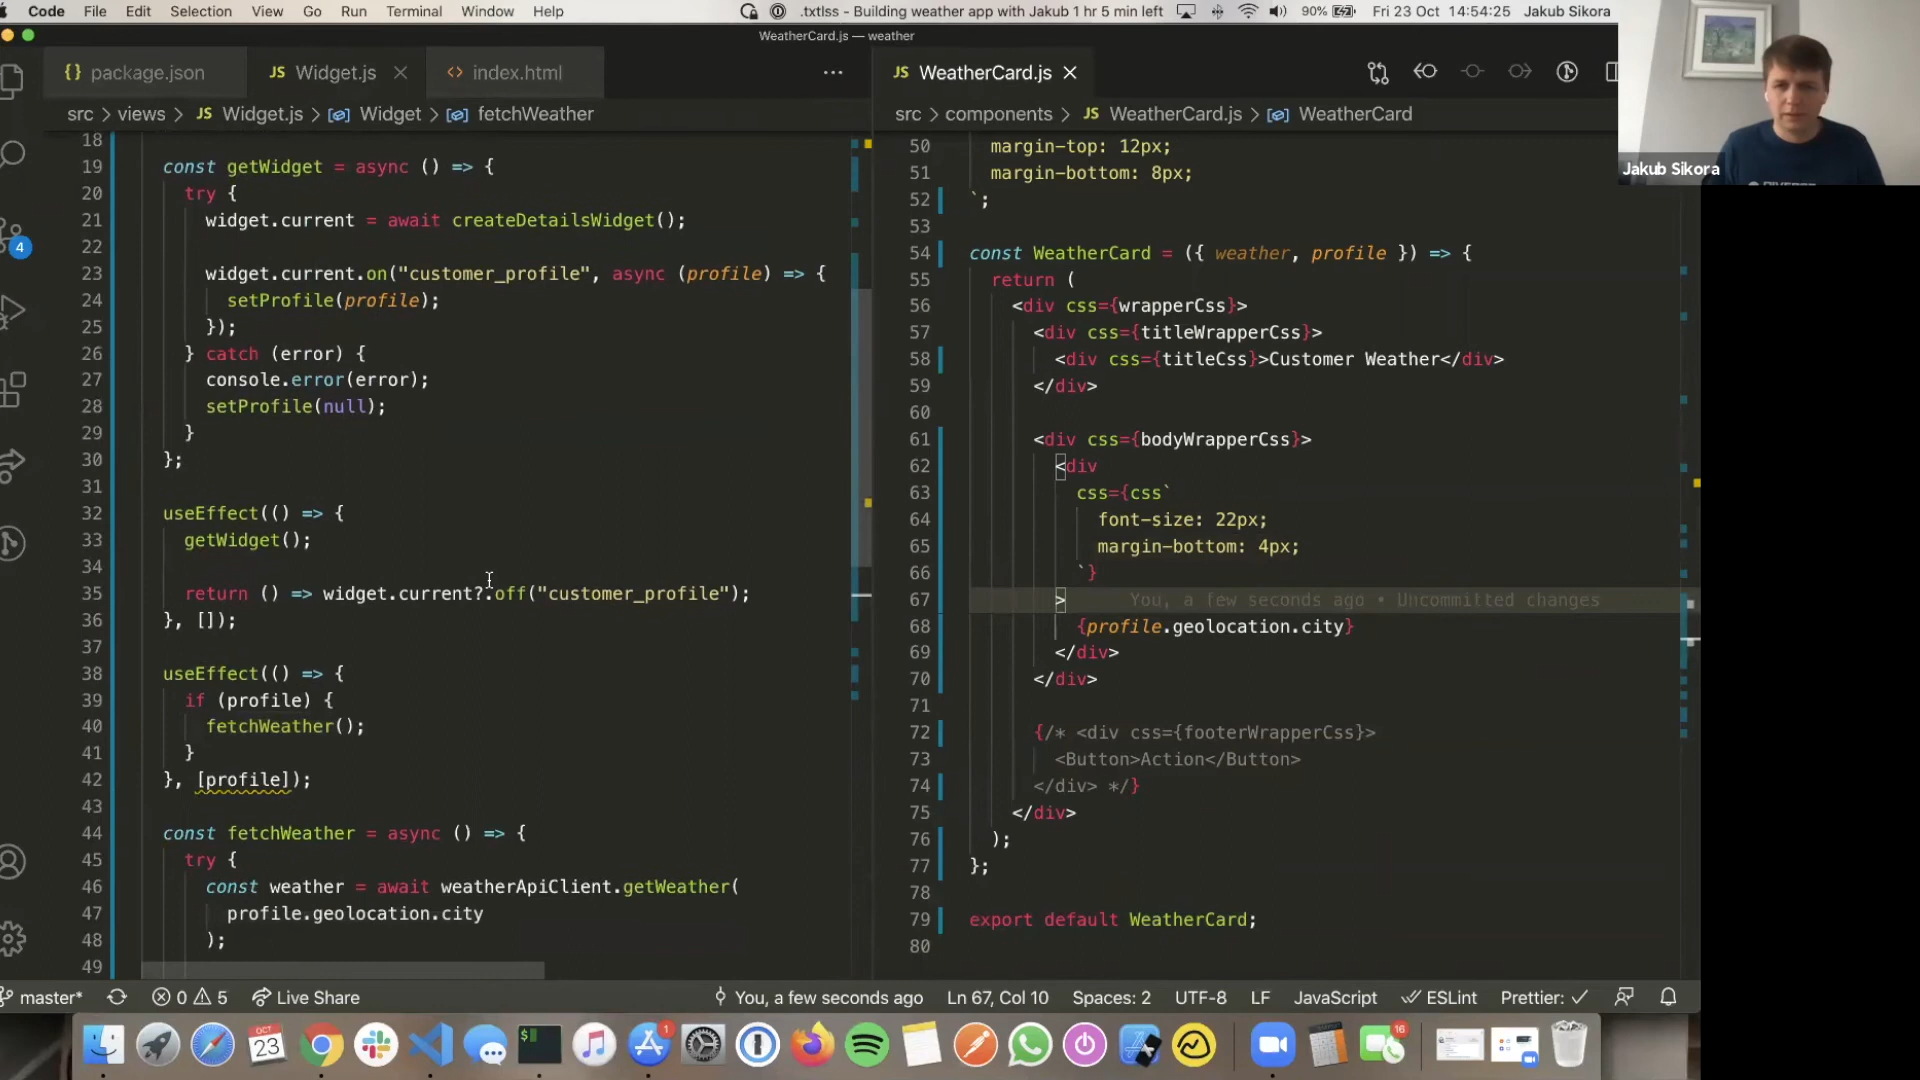 Code File Edit Selection View Go Run Terminal Window Help
.txtlss - Building weather app with Jakub 1 hr 5 min left 90% Fri 23 Oct 14:54:25 Jakub Sikora
WeatherCard.js — weather
{} package.json JS Widget.js <> index.html
src > views > JS Widget.js > Widget > fetchWeather
18
19 const getWidget = async () => {
20 try {
21 widget.current = await createDetailsWidget();
22
23 widget.current.on("customer_profile", async (profile) => {
24 setProfile(profile);
25 });
26 } catch (error) {
27 console.error(error);
28 setProfile(null);
29 }
30 };
31
32 useEffect(() => {
33 getWidget();
34
35 return () => widget.current?.off("customer_profile");
36 }, []);
37
38 useEffect(() => {
39 if (profile) {
40 fetchWeather();
41 }
42 }, [profile]);
43
44 const fetchWeather = async () => {
45 try {
46 const weather = await weatherApiClient.getWeather(
47 profile.geolocation.city
48 );
49
JS WeatherCard.js
src > components > JS WeatherCard.js > WeatherCard
50 margin-top: 12px;
51 margin-bottom: 8px;
52 `;
53
54 const WeatherCard = ({ weather, profile }) => {
55 return (
56 <div css={wrapperCss}>
57 <div css={titleWrapperCss}>
58 <div css={titleCss}>Customer Weather</div>
59 </div>
60
61 <div css={bodyWrapperCss}>
62 <div
63 css={css`
64 font-size: 22px;
65 margin-bottom: 4px;
66 `}
67 > You, a few seconds ago • Uncommitted changes
68 {profile.geolocation.city}
69 </div>
70 </div>
71
72 {/* <div css={footerWrapperCss}>
73 <Button>Action</Button>
74 </div> */}
75 </div>
76 );
77 };
78
79 export default WeatherCard;
80
Jakub Sikora
4
master* 0 5 Live Share You, a few seconds ago Ln 67, Col 10 Spaces: 2 UTF-8 LF JavaScript ESLint Prettier:
OCT
23
$
1
16